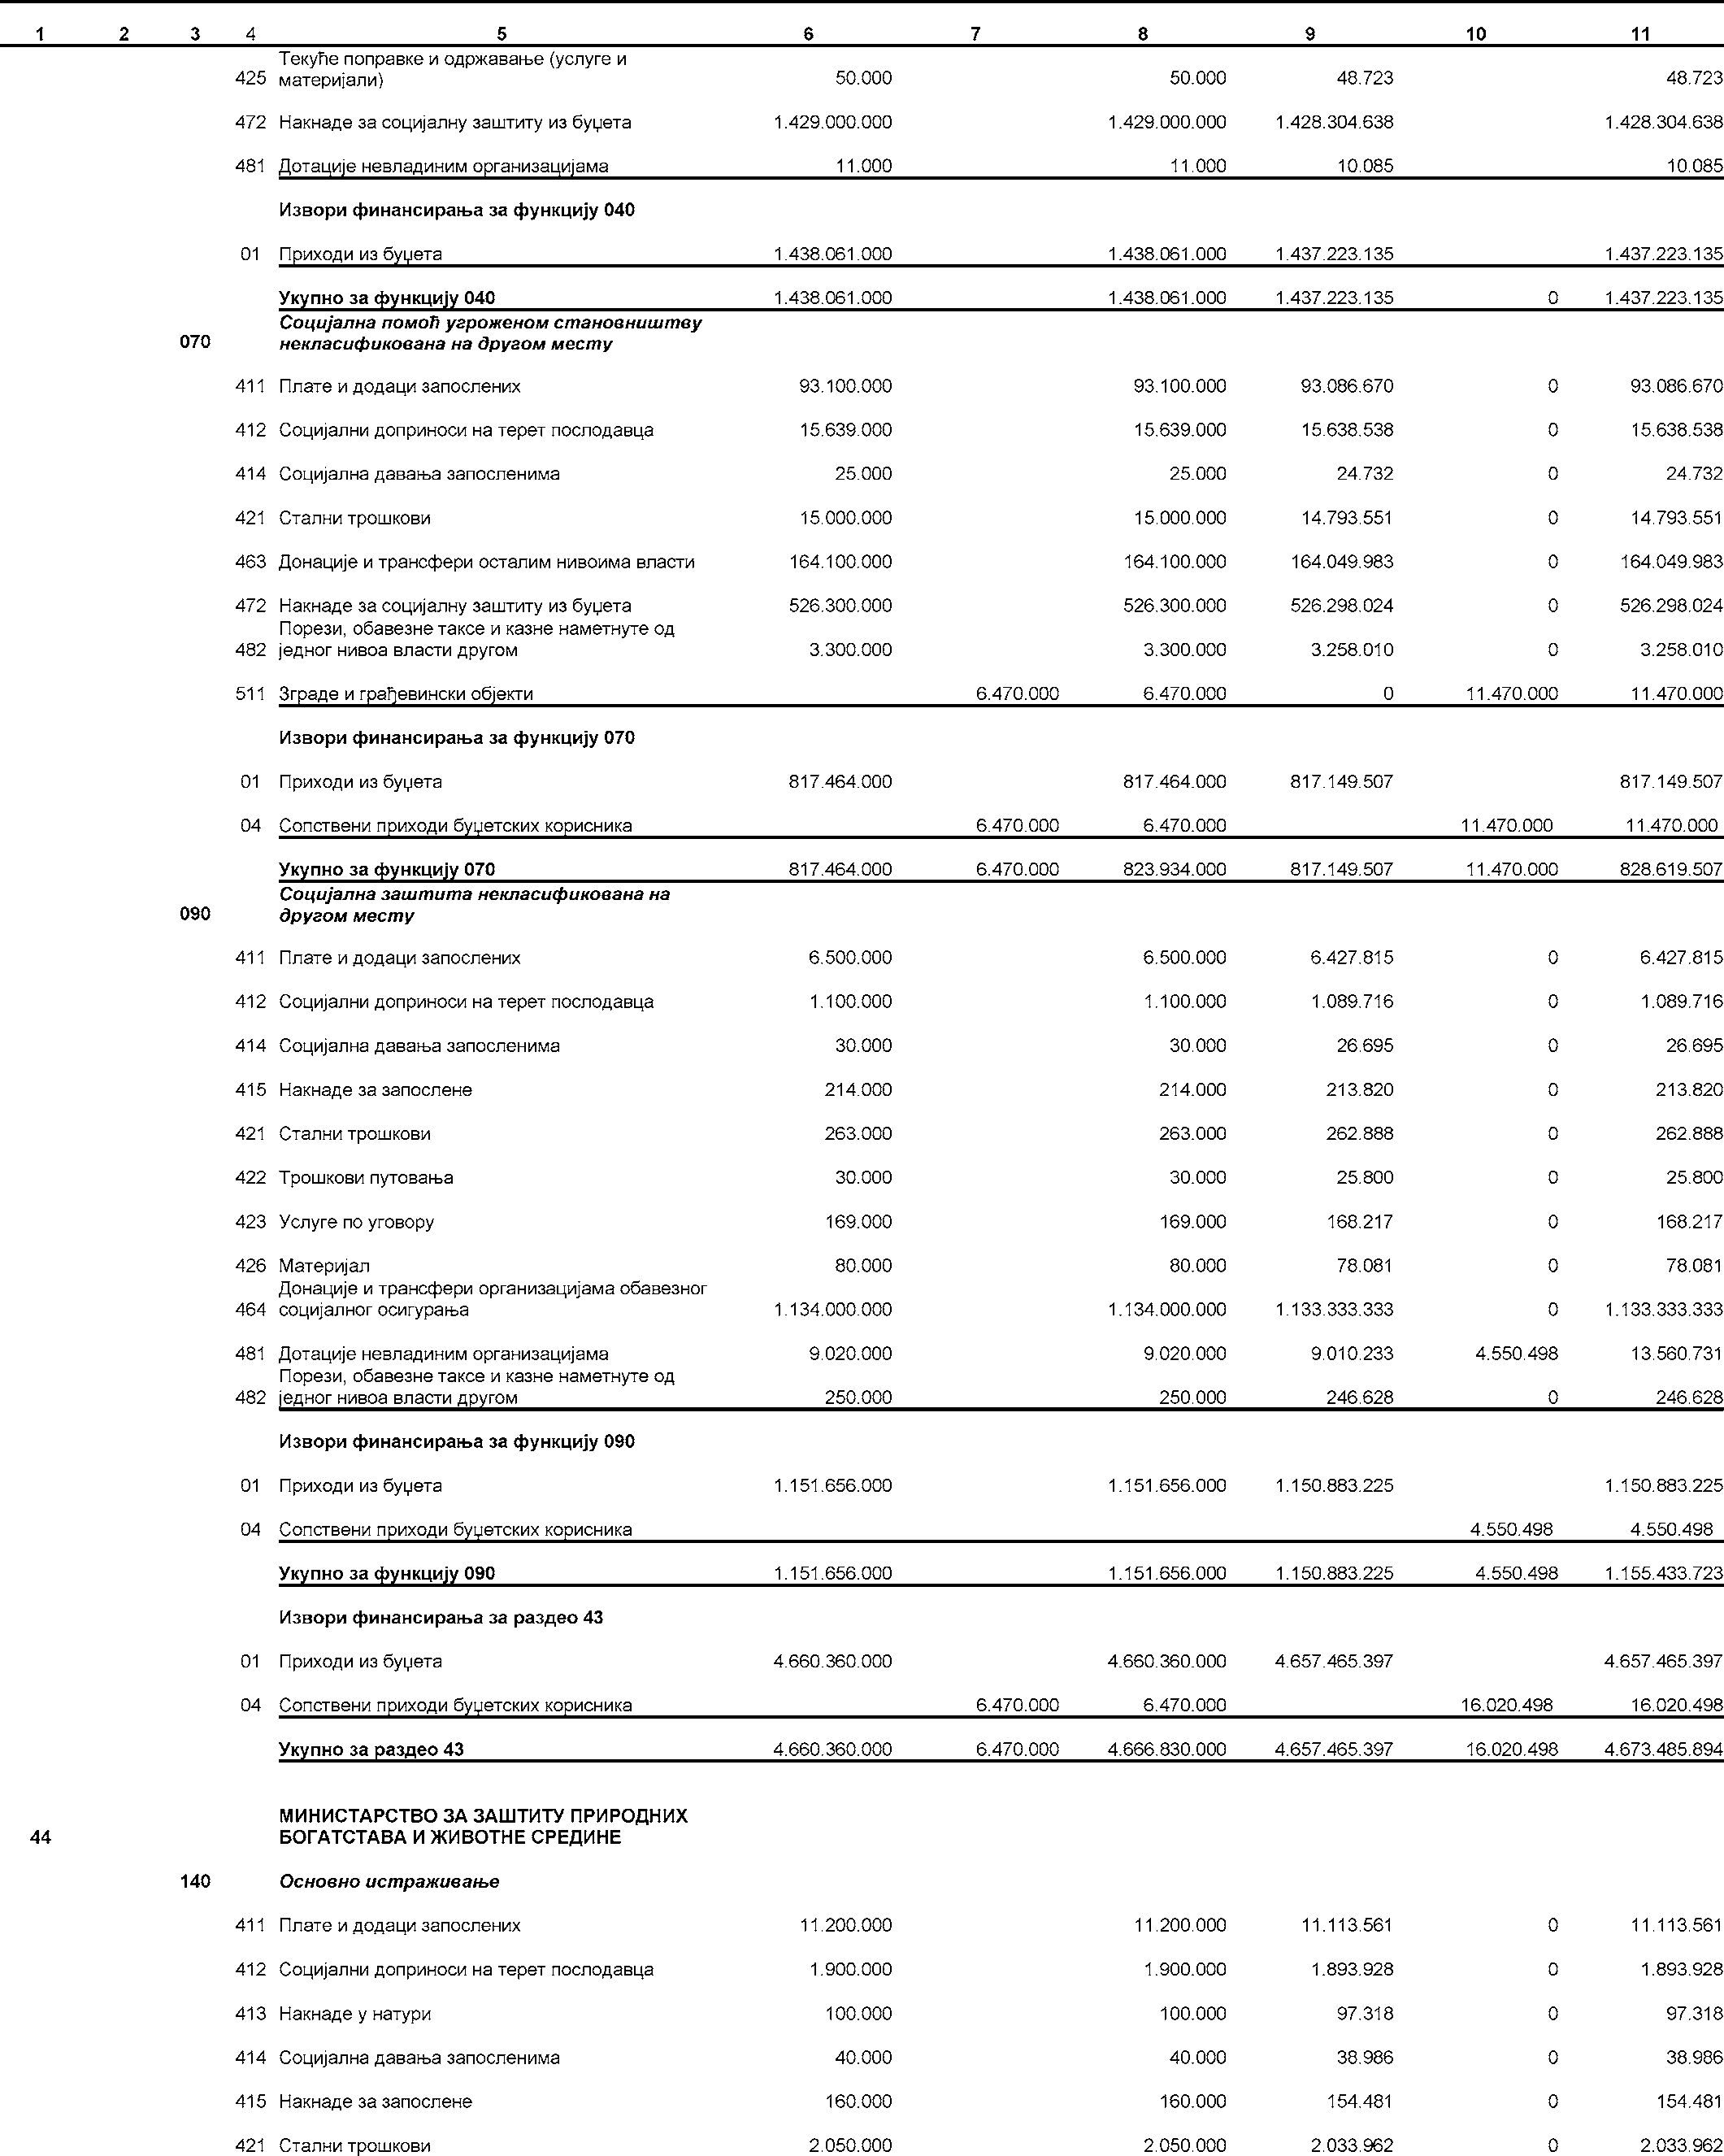 1 2 3 4 5 6 7 8 9 10 11
Текуће поправке и одржавање (услуге и
425 материјали) 50.000 50.000 48.723 48.723
472 Накнаде за социјалну заштиту из буџета 1.429.000.000 1.429.000.000 1.428.304.638 1.428.304.638
481 Дотације невладиним организацијама 11.000 11.000 10.085 10.085
Извори финансирања за функцију 040
01 Приходи из буџета 1.438.061.000 1.438.061.000 1.437.223.135 1.437.223.135
Укупно за функцију 040 1.438.061.000 1.438.061.000 1.437.223.135 0 1.437.223.135
Социјална помоћ угроженом становништву
070 некласификована на другом месту
411 Плате и додаци запослених 93.100.000 93.100.000 93.086.670 0 93.086.670
412 Социјални доприноси на терет послодавца 15.639.000 15.639.000 15.638.538 0 15.638.538
414 Социјална давања запосленима 25.000 25.000 24.732 0 24.732
421 Стални трошкови 15.000.000 15.000.000 14.793.551 0 14.793.551
463 Донације и трансфери осталим нивоима власти 164.100.000 164.100.000 164.049.983 0 164.049.983
472 Накнаде за социјалну заштиту из буџета 526.300.000 526.300.000 526.298.024 0 526.298.024
Порези, обавезне таксе и казне наметнуте од
482 једног нивоа власти другом 3.300.000 3.300.000 3.258.010 0 3.258.010
511 Зграде и грађевински објекти 6.470.000 6.470.000 0 11.470.000 11.470.000
Извори финансирања за функцију 070
01 Приходи из буџета 817.464.000 817.464.000 817.149.507 817.149.507
04 Сопствени приходи буџетских корисника 6.470.000 6.470.000 11.470.000 11.470.000
Укупно за функцију 070 817.464.000 6.470.000 823.934.000 817.149.507 11.470.000 828.619.507
Социјална заштита некласификована на
090 другом месту
411 Плате и додаци запослених 6.500.000 6.500.000 6.427.815 0 6.427.815
412 Социјални доприноси на терет послодавца 1.100.000 1.100.000 1.089.716 0 1.089.716
414 Социјална давања запосленима 30.000 30.000 26.695 0 26.695
415 Накнаде за запослене 214.000 214.000 213.820 0 213.820
421 Стални трошкови 263.000 263.000 262.888 0 262.888
422 Трошкови путовања 30.000 30.000 25.800 0 25.800
423 Услуге по уговору 169.000 169.000 168.217 0 168.217
426 Материјал 80.000 80.000 78.081 0 78.081
Донације и трансфери организацијама обавезног
464 социјалног осигурања 1.134.000.000 1.134.000.000 1.133.333.333 0 1.133.333.333
481 Дотације невладиним организацијама 9.020.000 9.020.000 9.010.233 4.550.498 13.560.731
Порези, обавезне таксе и казне наметнуте од
482 једног нивоа власти другом 250.000 250.000 246.628 0 246.628
Извори финансирања за функцију 090
01 Приходи из буџета 1.151.656.000 1.151.656.000 1.150.883.225 1.150.883.225
04 Сопствени приходи буџетских корисника 4.550.498 4.550.498
Укупно за функцију 090 1.151.656.000 1.151.656.000 1.150.883.225 4.550.498 1.155.433.723
Извори финансирања за раздео 43
01 Приходи из буџета 4.660.360.000 4.660.360.000 4.657.465.397 4.657.465.397
04 Сопствени приходи буџетских корисника 6.470.000 6.470.000 16.020.498 16.020.498
Укупно за раздео 43 4.660.360.000 6.470.000 4.666.830.000 4.657.465.397 16.020.498 4.673.485.894
МИНИСТАРСТВО ЗА ЗАШТИТУ ПРИРОДНИХ
44 БОГАТСТАВА И ЖИВОТНЕ СРЕДИНЕ
140 Основно истраживање
411 Плате и додаци запослених 11.200.000 11.200.000 11.113.561 0 11.113.561
412 Социјални доприноси на терет послодавца 1.900.000 1.900.000 1.893.928 0 1.893.928
413 Накнаде у натури 100.000 100.000 97.318 0 97.318
414 Социјална давања запосленима 40.000 40.000 38.986 0 38.986
415 Накнаде за запослене 160.000 160.000 154.481 0 154.481
421 Стални трошкови 2.050.000 2.050.000 2.033.962 0 2.033.962